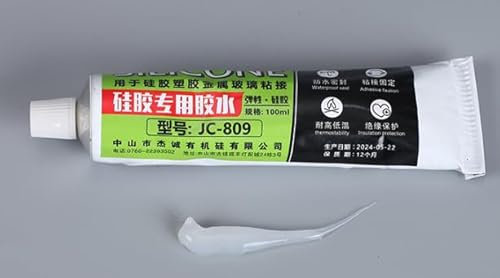 SILICONE
用于硅胶塑胶金属玻璃粘接
硅胶专用胶水
弹性·硅胶
规格: 100ml
型号: JC-809
中山市杰诚有机硅有限公司
电话:0760-22393502
防水密封
Waterproof seal
粘接固定
Adhesive fixation
耐高低温
thermostability
绝缘保护
Insulation protection
生产日期:2024-05-22
保 质 期:12个月